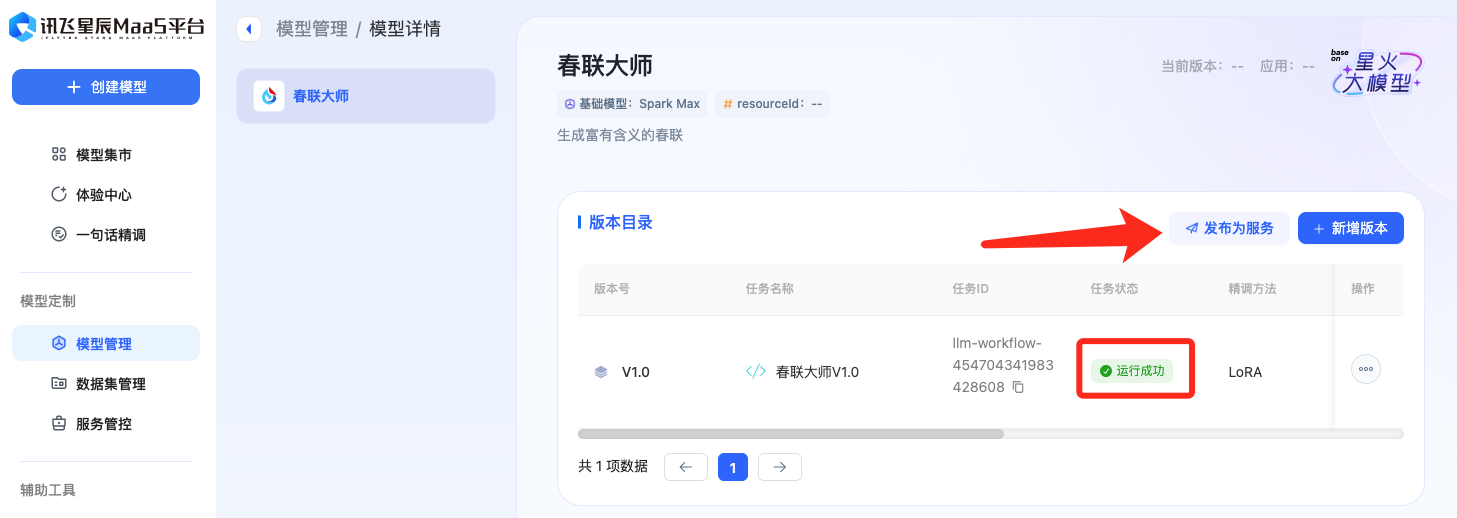 讯飞星辰MaaS平台
IFLYTEK STARS MAAS PLATFORM
创建模型
模型集市
体验中心
一句话精调
模型定制
模型管理
数据集管理
服务管控
辅助工具
模型管理 / 模型详情
春联大师
春联大师
当前版本： -- 应用： --
base on 星火大模型
基础模型： Spark Max
# resourceId： --
生成富有含义的春联
版本目录
发布为服务
+ 新增版本
版本号 任务名称 任务ID 任务状态 精调方法 操作
V1.0 春联大师V1.0
llm-workflow-
454704341983
428608
运行成功
LoRA
共 1 项数据
1